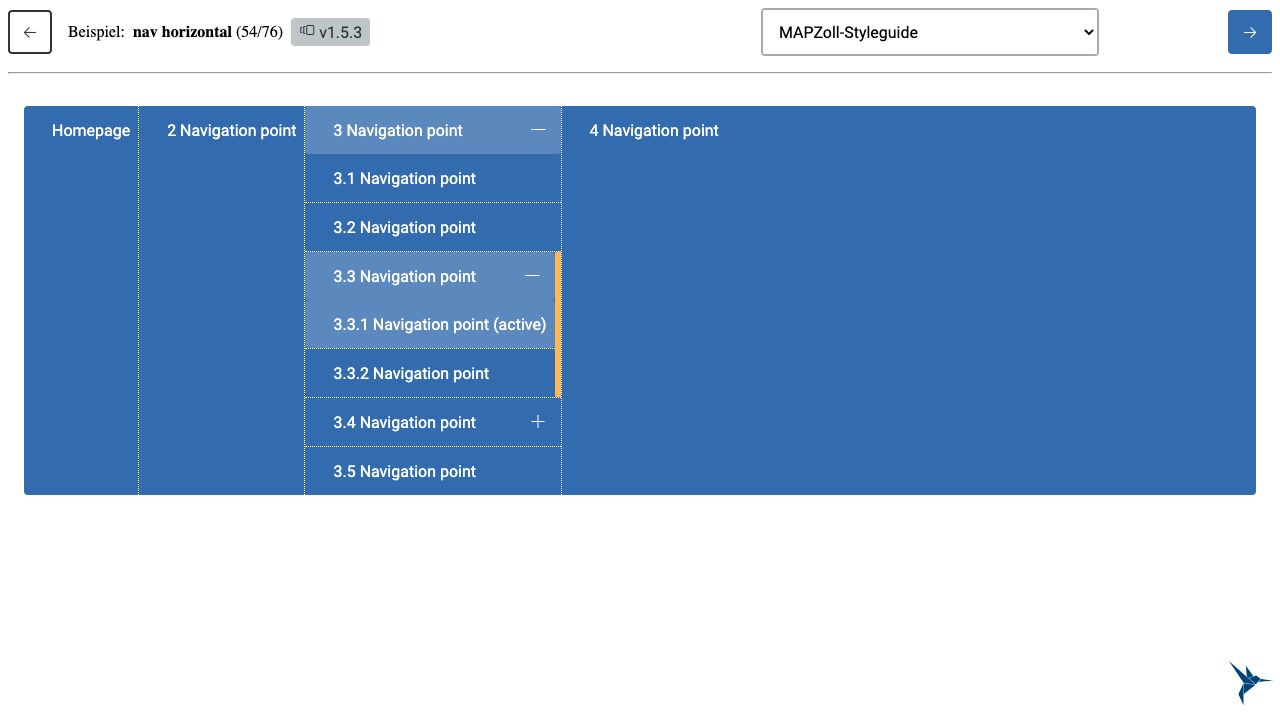 Beispiel: nav horizontal (54/76) v1.5.3 MAPZoll-Styleguide
Homepage 2 Navigation point 3 Navigation point 4 Navigation point
3.1 Navigation point
3.2 Navigation point
3.3 Navigation point
3.3.1 Navigation point (active)
3.3.2 Navigation point
3.4 Navigation point
3.5 Navigation point